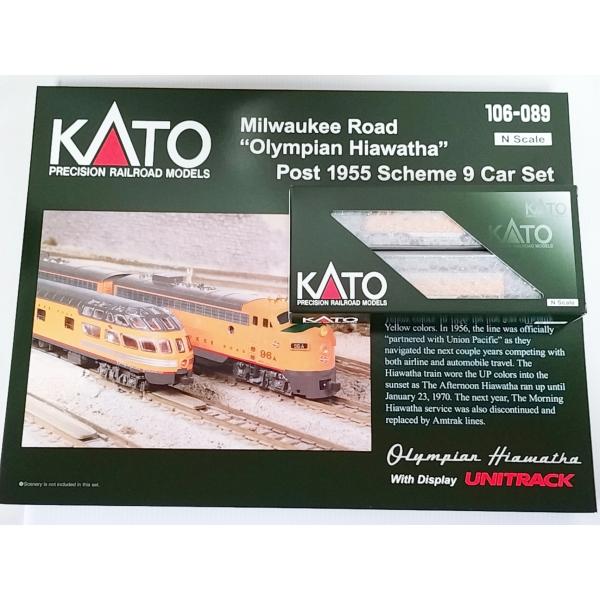 KATO
PRECISION RAILROAD MODELS
Milwaukee Road
"Olympian Hiawatha"
Post 1955 Scheme 9 Car Set
106-089
N Scale
KATO
KATO
PRECISION RAILROAD MODELS
KATO
PRECISION RAILROAD MODELS
N Scale
96A
Yellow colors. In 1956, the line was officially
"partnered with Union Pacific" as they
navigated the next couple years competing with
both airline and automobile travel. The
Hiawatha train wore the UP colors into the
sunset as The Afternoon Hiawatha ran up until
January 23, 1970. The next year, The Morning
Hiawatha service was also discontinued and
replaced by Amtrak lines.
Olympian Hiawatha
With Display UNITRACK
●Scenery is not included in this set.